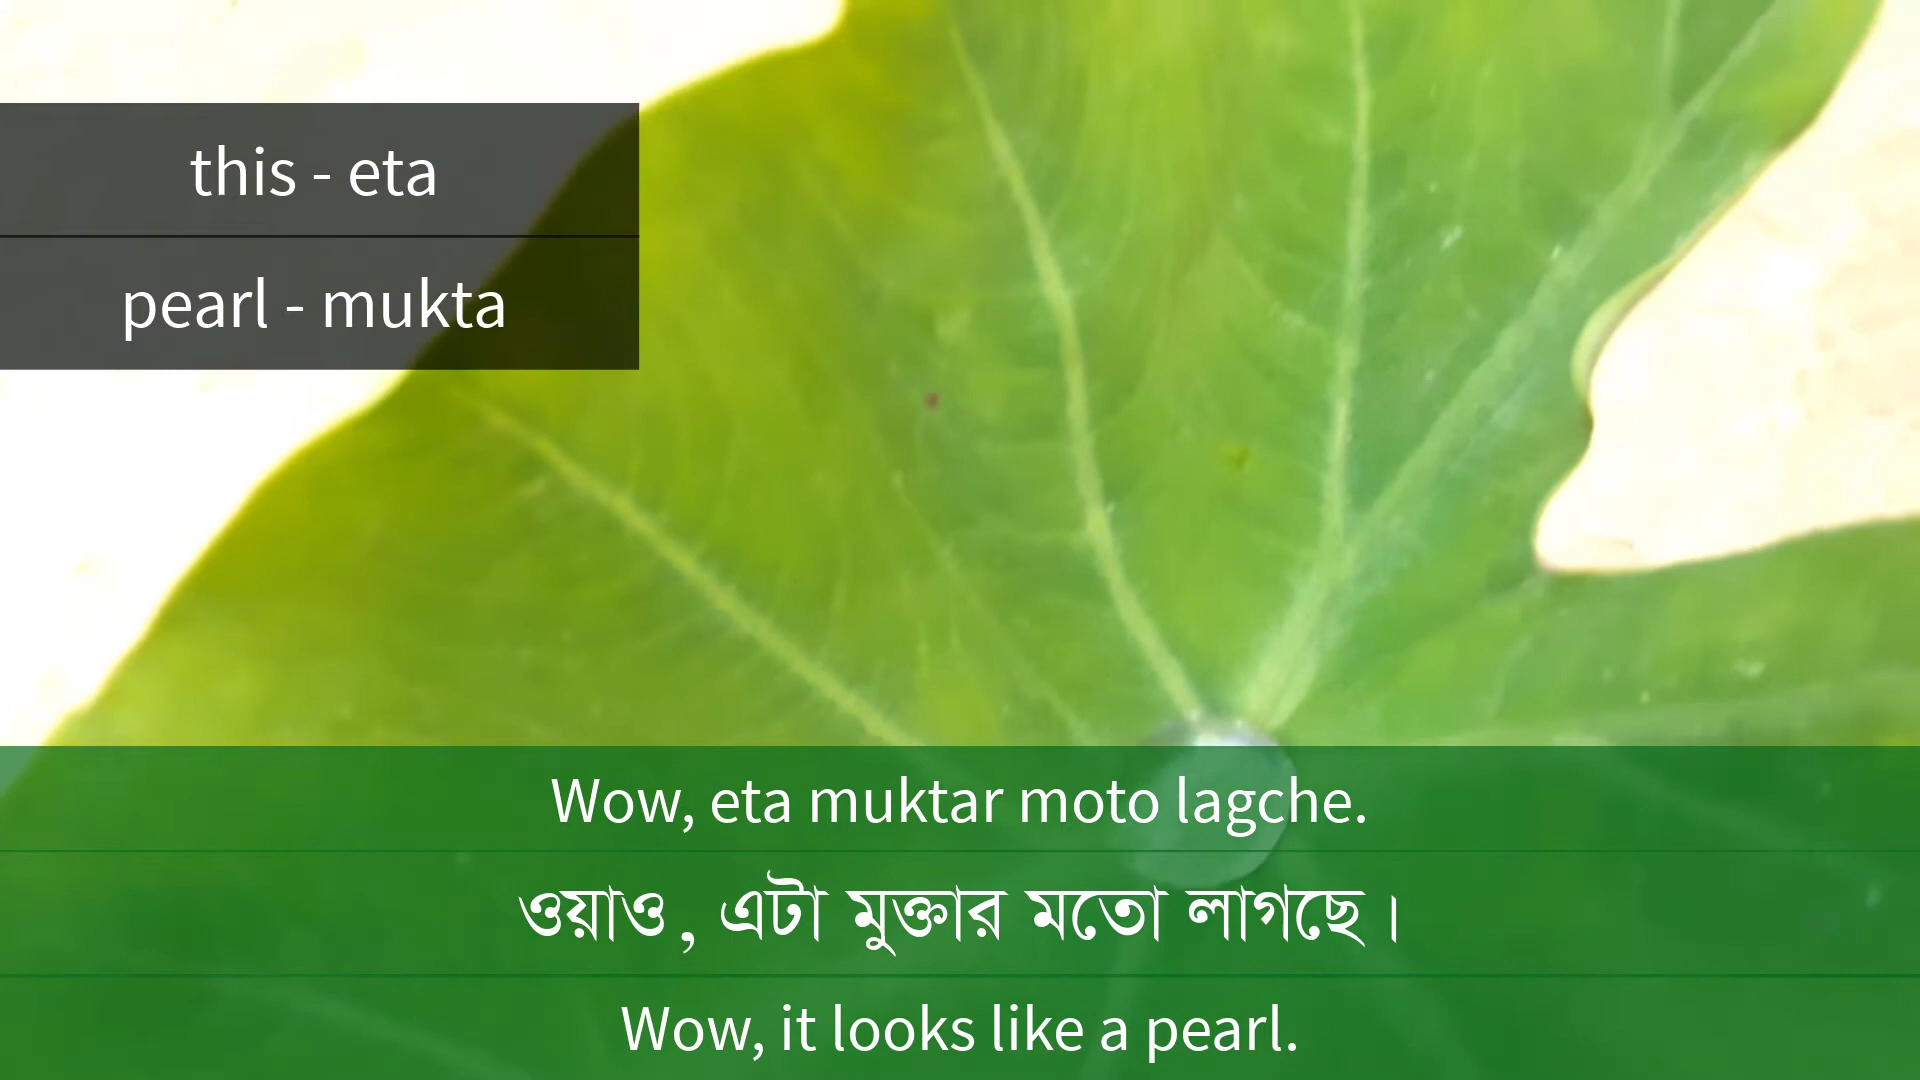 this - eta
pearl - mukta
Wow, eta muktar moto lagche.
ওয়াও, এটা মুক্তার মতো লাগছে।
Wow, it looks like a pearl.